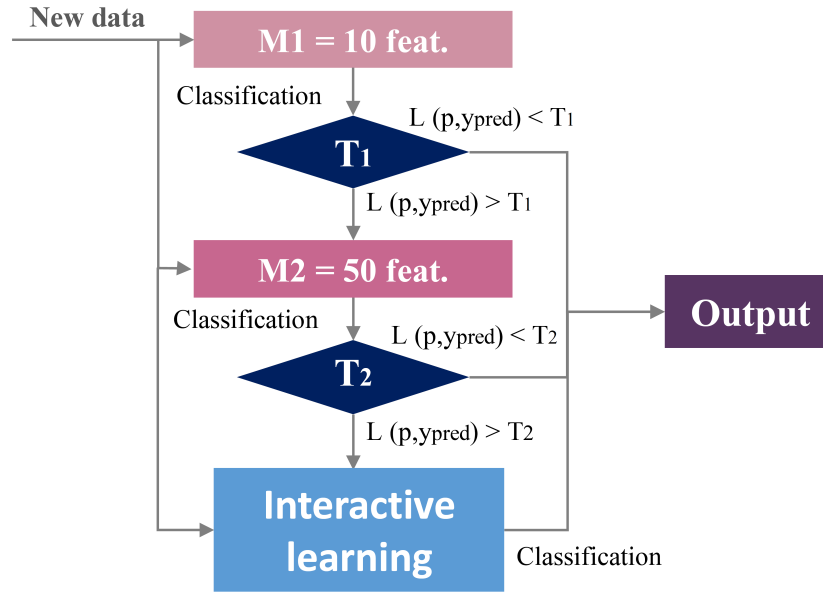 New data
M1 = 10 feat.
Classification
L (p,ypred) < T1
T1
L (p,ypred) > T1
M2 = 50 feat.
Classification
L (p,ypred) < T2
Output
T2
L (p,ypred) > T2
Interactive
learning
Classification